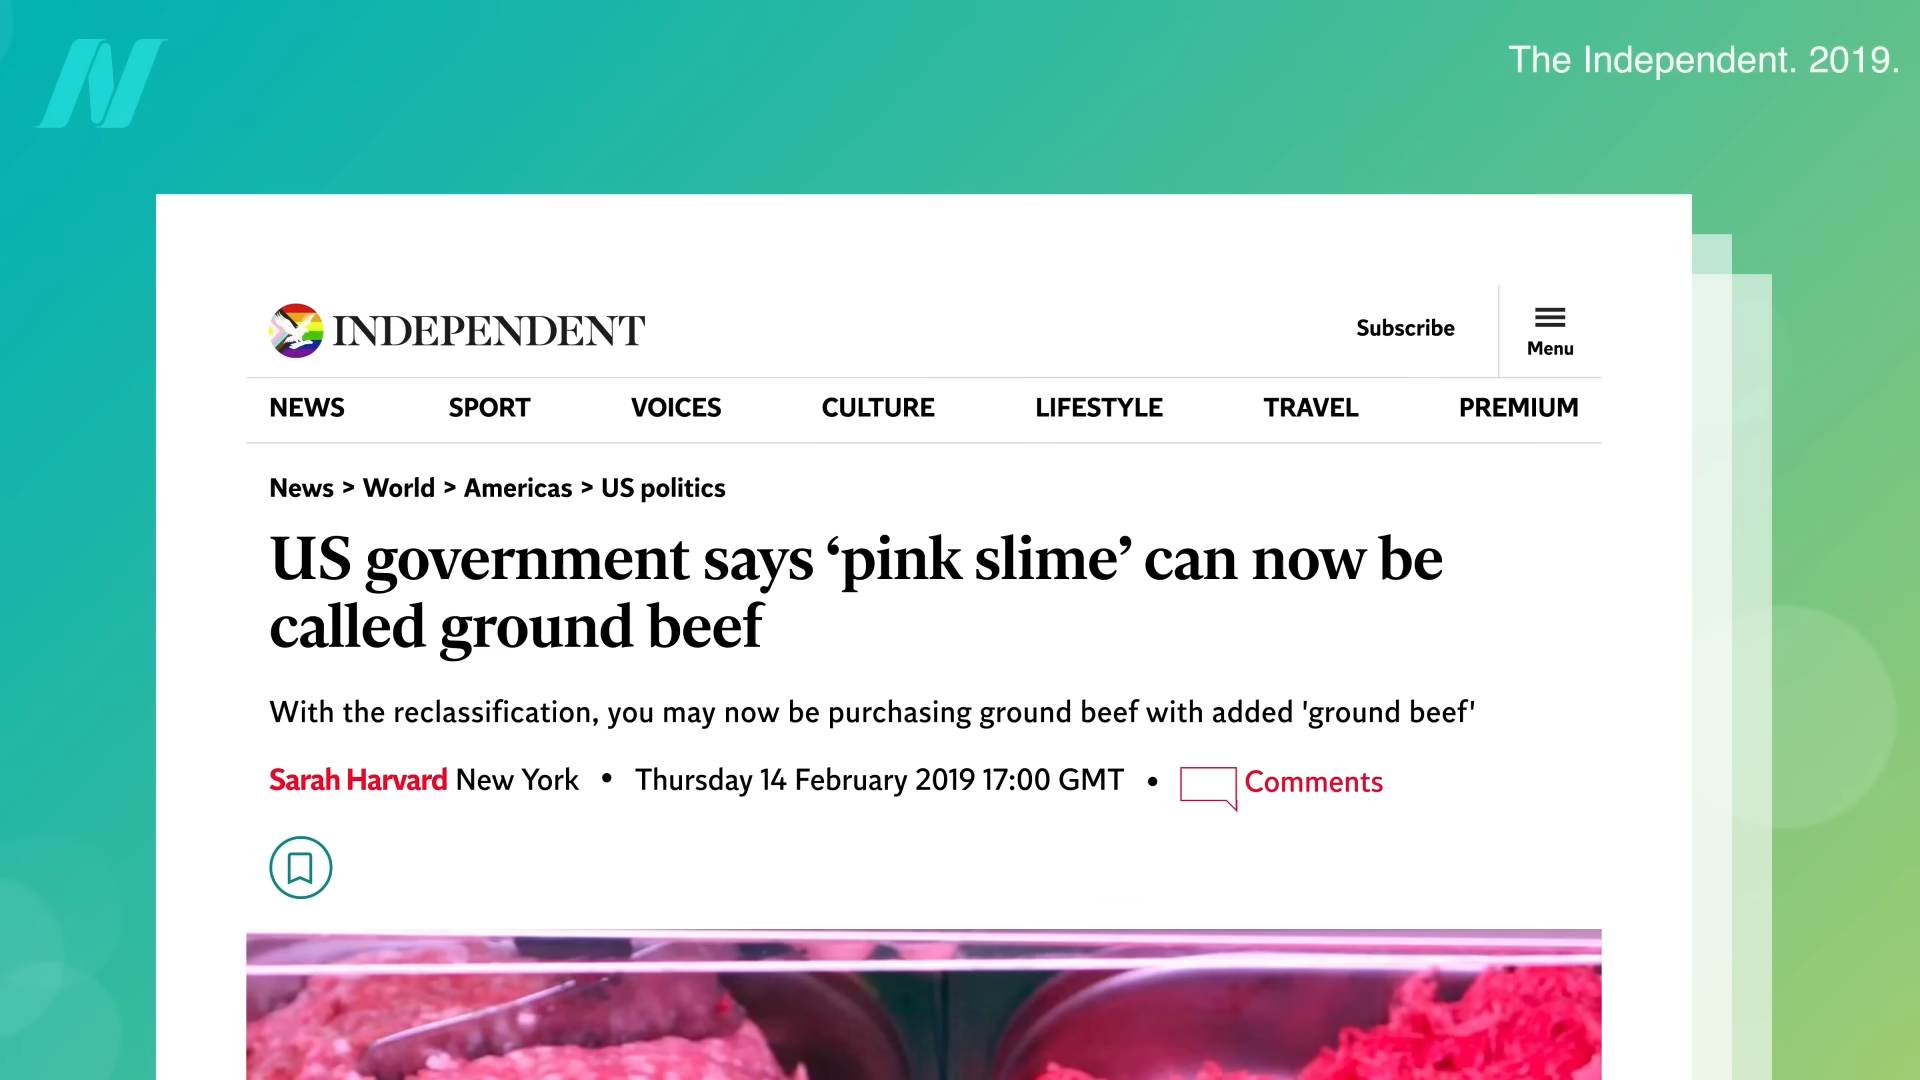 The Independent. 2019.
INDEPENDENT
Subscribe
Menu
NEWS SPORT VOICES CULTURE LIFESTYLE TRAVEL PREMIUM
News > World > Americas > US politics
US government says ‘pink slime’ can now be
called ground beef
With the reclassification, you may now be purchasing ground beef with added 'ground beef'
Sarah Harvard New York • Thursday 14 February 2019 17:00 GMT • Comments